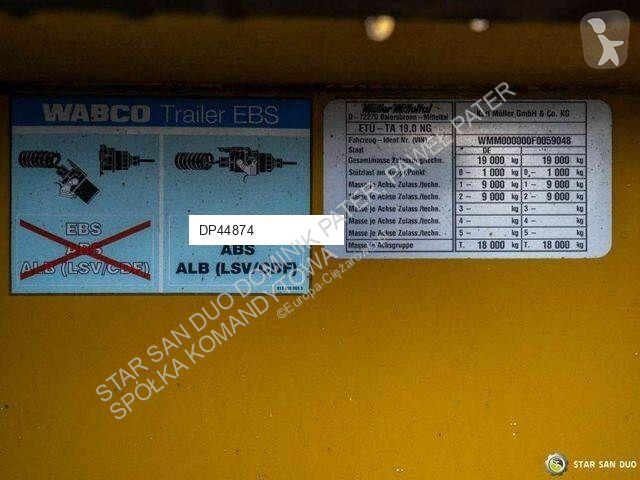 WABCO Trailer EBS
EBS
ALB (LSV/CDF)
DP44874
ABS
ALB (LSV/CDF)
Müller Mitteltal
D - 72270 Baiersbronn - Mitteltal
Karl Müller GmbH & Co. KG
ETU - TA 19.0 NG
Fahrzeug - Ident Nr. (VIN) WMM000000F0059048
Staat DE
Gesamtmasse Zulass./techn. 19 000 kg 19 000 kg
Stützlast am Punkt 0 - 1 000 kg 0 - 1 000 kg
Masse je Achse Zulass./techn. 1 - 9 000 kg 1 - 9 000 kg
Masse je Achse Zulass./techn. 2 - 9 000 kg 2 - 9 000 kg
Masse je Achse Zulass./techn. 3 - kg 3 - kg
Masse je Achse Zulass./techn. 4 - kg 4 - kg
Masse je Achse Zulass./techn. 5 - kg 5 - kg
Masse je Achsgruppe T. 18 000 kg T. 18 000 kg
STAR SAN DUO DOMINIK PATER, PAWEŁ PATER
SPÓŁKA KOMANDYTOWA
©Europa.Ciężarowe
STAR SAN DUO